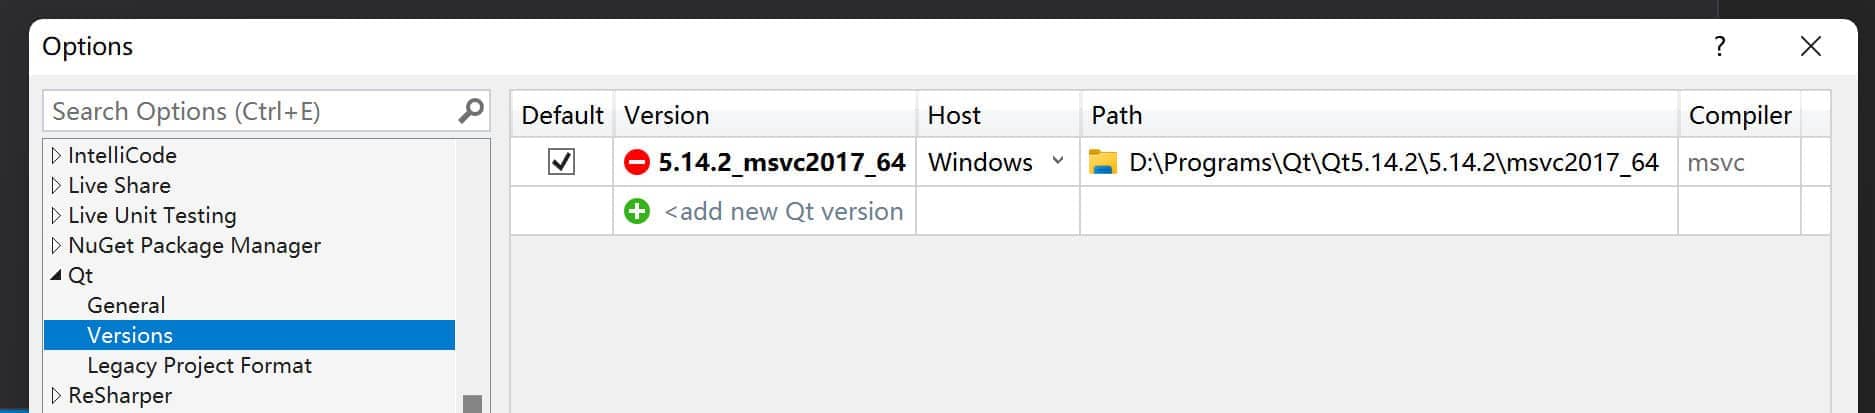 Options
?
Search Options (Ctrl+E)
IntelliCode
Live Share
Live Unit Testing
NuGet Package Manager
Qt
General
Versions
Legacy Project Format
ReSharper
Default Version Host Path Compiler
5.14.2_msvc2017_64 Windows D:\Programs\Qt\Qt5.14.2\5.14.2\msvc2017_64 msvc
<add new Qt version